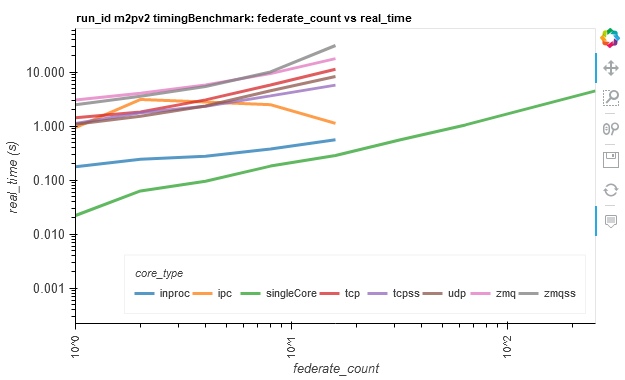 run_id m2pv2 timingBenchmark: federate_count vs real_time
real_time (s)
10.000
1.000
0.100
0.010
0.001
core_type
inproc ipc singleCore tcp tcpss udp zmq zmqss
10^0 10^1 10^2
federate_count